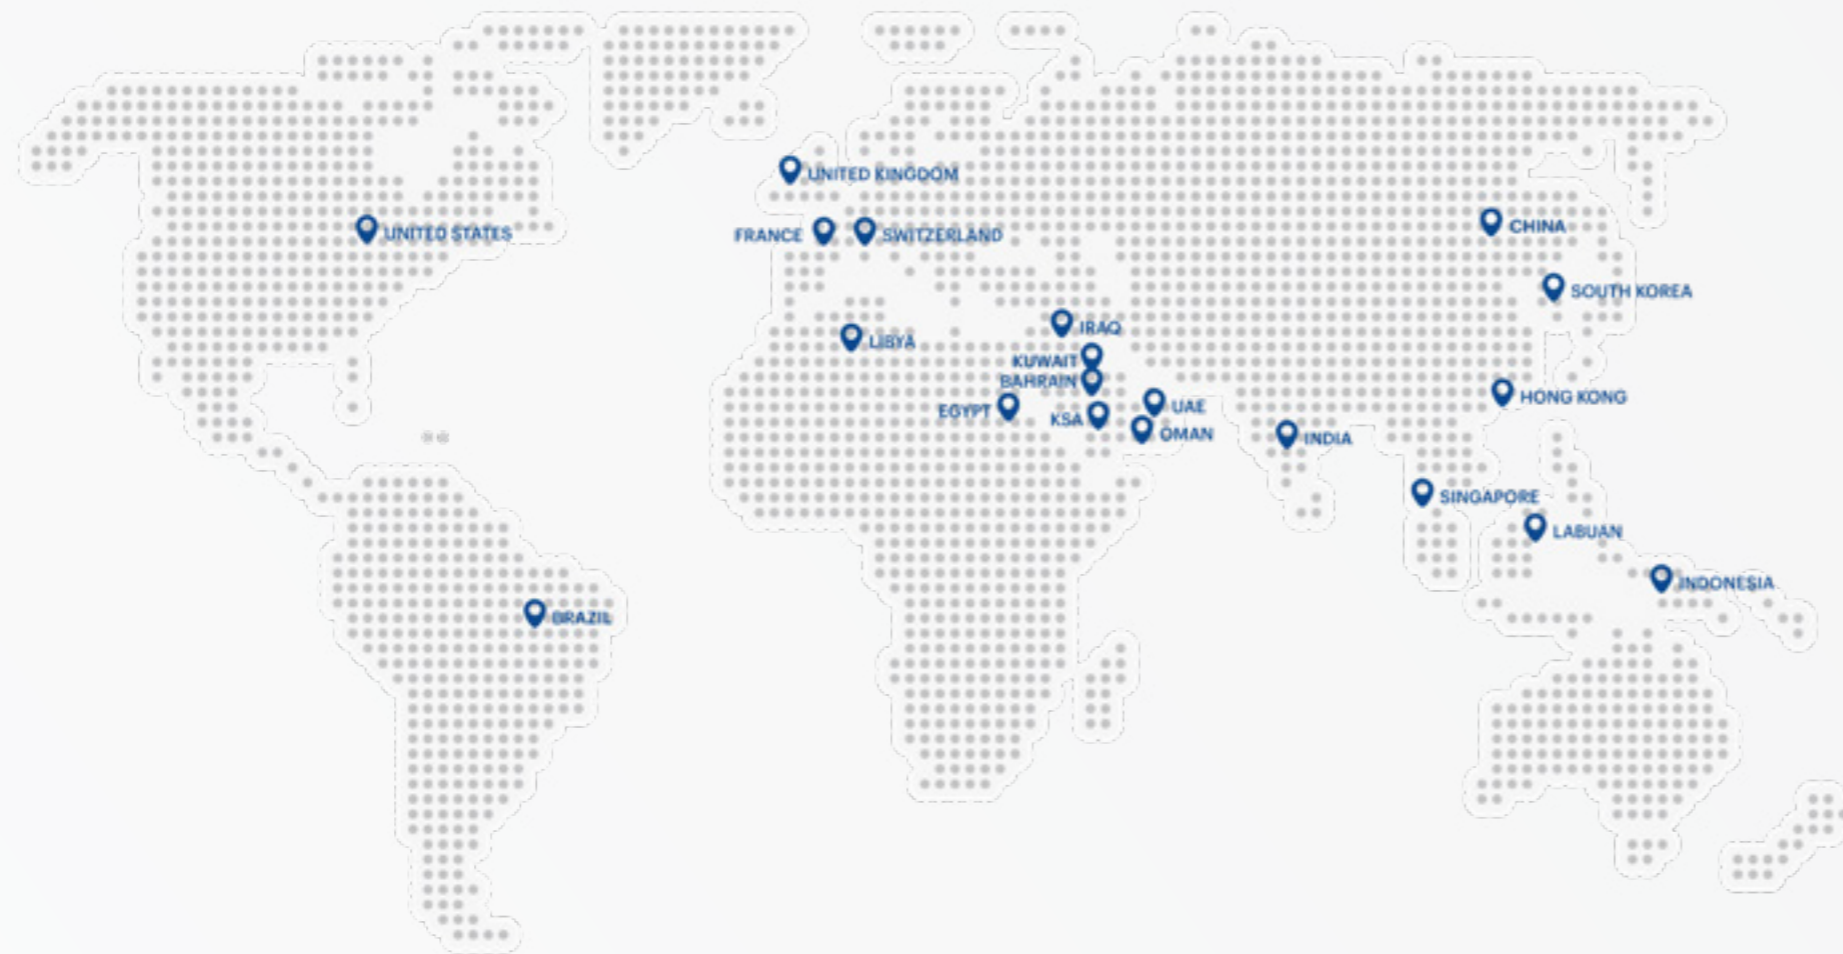 UNITED KINGDOM
UNITED STATES
FRANCE
SWITZERLAND
CHINA
SOUTH KOREA
IRAQ
LIBYA
KUWAIT
BAHRAIN
HONG KONG
EGYPT
KSA
UAE
OMAN
INDIA
SINGAPORE
LABUAN
INDONESIA
BRAZIL